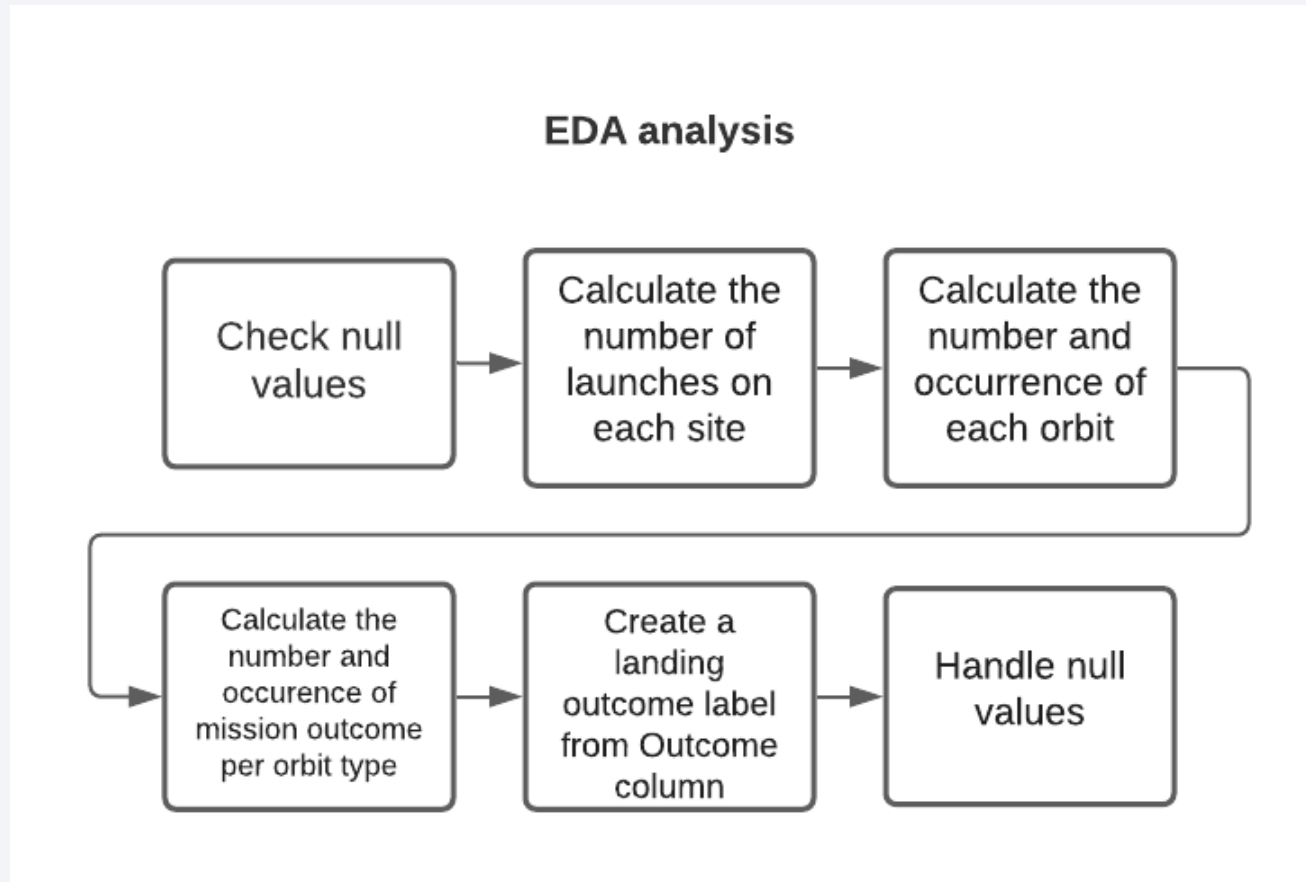 EDA analysis
Check null
values
Calculate the
number of
launches on
each site
Calculate the
number and
occurrence of
each orbit
Calculate the
number and
occurence of
mission outcome
per orbit type
Create a
landing
outcome label
from Outcome
column
Handle null
values